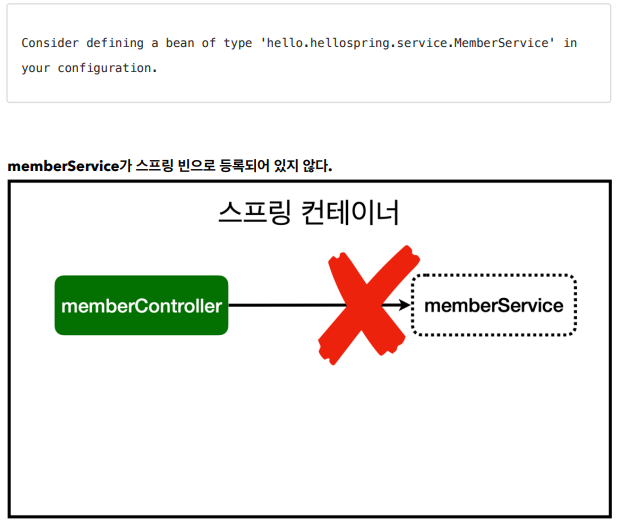 Consider defining a bean of type 'hello.hellospring.service.MemberService' in
your configuration.
memberService가 스프링 빈으로 등록되어 있지 않다.
스프링 컨테이너
memberController
memberService